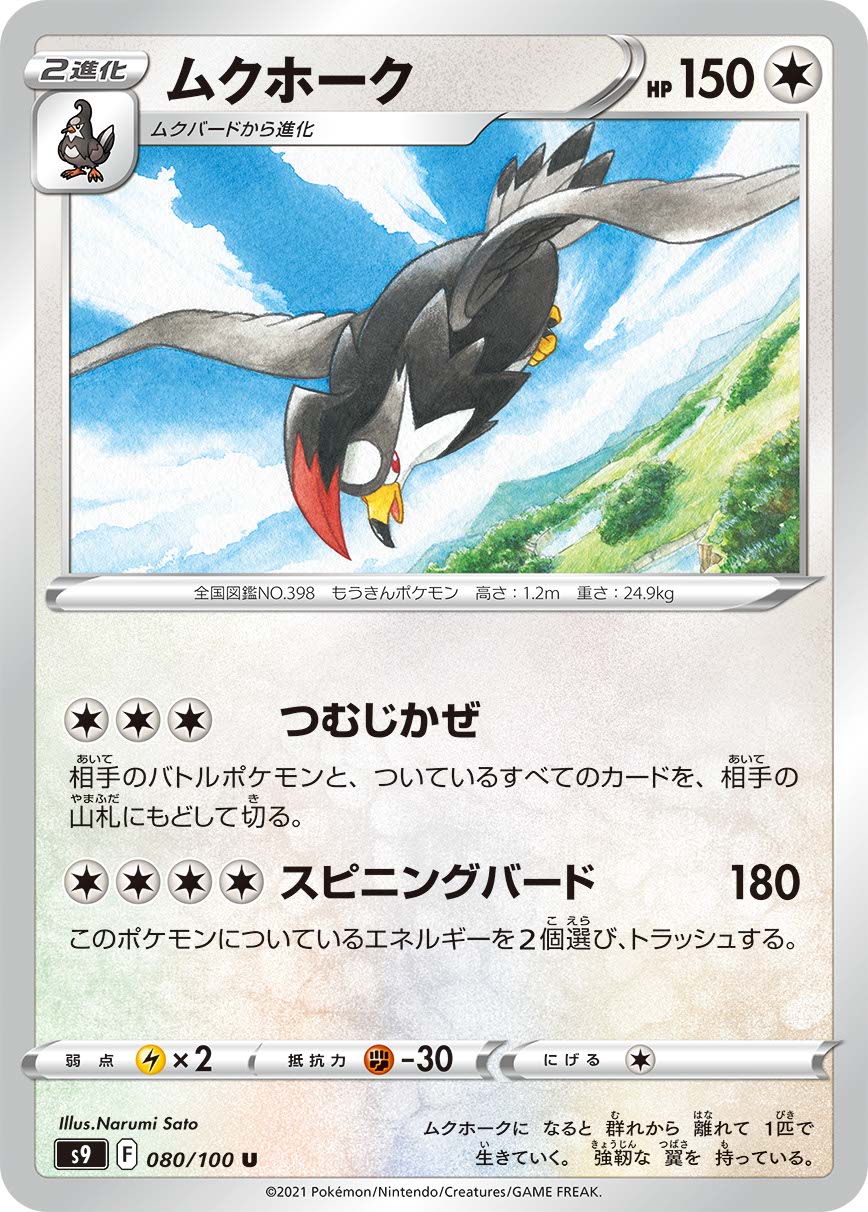 2進化
ムクホーク
HP 150
ムクバードから進化
全国図鑑NO.398 もうきんポケモン 高さ:1.2m 重さ:24.9kg
つむじかぜ
相手のバトルポケモンと、ついているすべてのカードを、相手の
山札にもどして切る。
スピニングバード 180
このポケモンについているエネルギーを2個選び、トラッシュする。
弱点 ×2 抵抗力 -30 にげる
Illus.Narumi Sato
ムクホークに なると 群れから 離れて 1匹で
生きていく。 強靭な 翼を 持っている。
s9 F 080/100 U
©2021 Pokémon/Nintendo/Creatures/GAME FREAK.